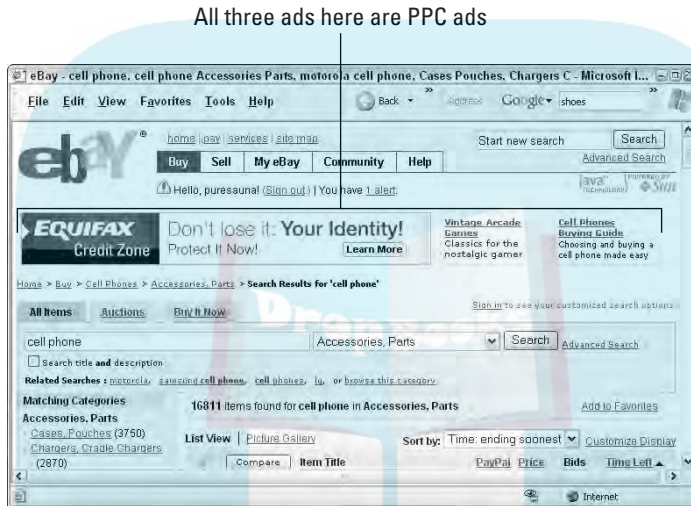 All three ads here are PPC ads
eBay - cell phone, cell phone Accessories Parts, motorola cell phone, Cases Pouches, Chargers C - Microsoft I...
File Edit View Favorites Tools Help Back » Address Google shoes »
ebY ®
home | pay | services | site map
Start new search Search
Buy Sell My eBay Community Help
Advanced Search
Hello, puresauna! (Sign out) | You have 1 alert.
Java TECHNOLOGY POWERED BY Sun
EQUIFAX Credit Zone
Don't lose it: Your Identity!
Protect It Now! Learn More
Vintage Arcade Games
Classics for the nostalgic gamer
Cell Phones Buying Guide
Choosing and buying a cell phone made easy
Home > Buy > Cell Phones > Accessories, Parts > Search Results for 'cell phone'
All Items Auctions Buy It Now
Sign in to see your customized search options
cell phone Accessories, Parts Search Advanced Search
Search title and description
Related Searches : motorola, samsung cell phone, cell phones, lg, or browse this category
Matching Categories
Accessories, Parts
Cases, Pouches (3750)
Chargers, Cradle Chargers
(2870)
16811 items found for cell phone in Accessories, Parts
Add to Favorites
List View | Picture Gallery
Sort by: Time: ending soonest Customize Display
Compare Item Title PayPal Price Bids Time Left
Internet